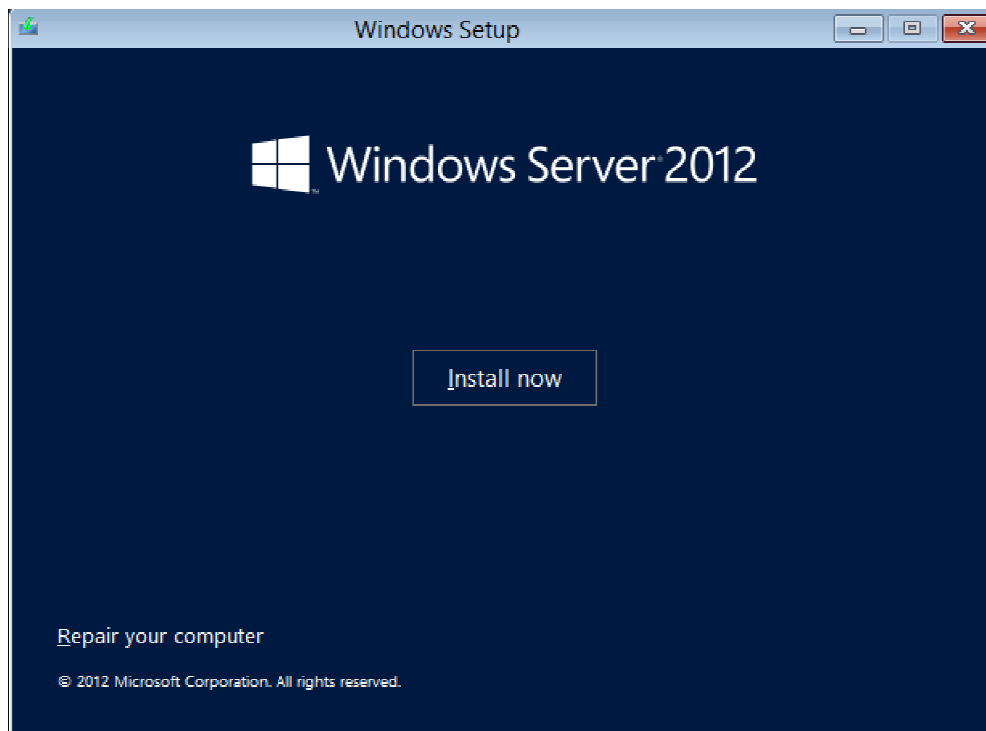 Windows Setup
Windows Server 2012
Install now
Repair your computer
© 2012 Microsoft Corporation. All rights reserved.